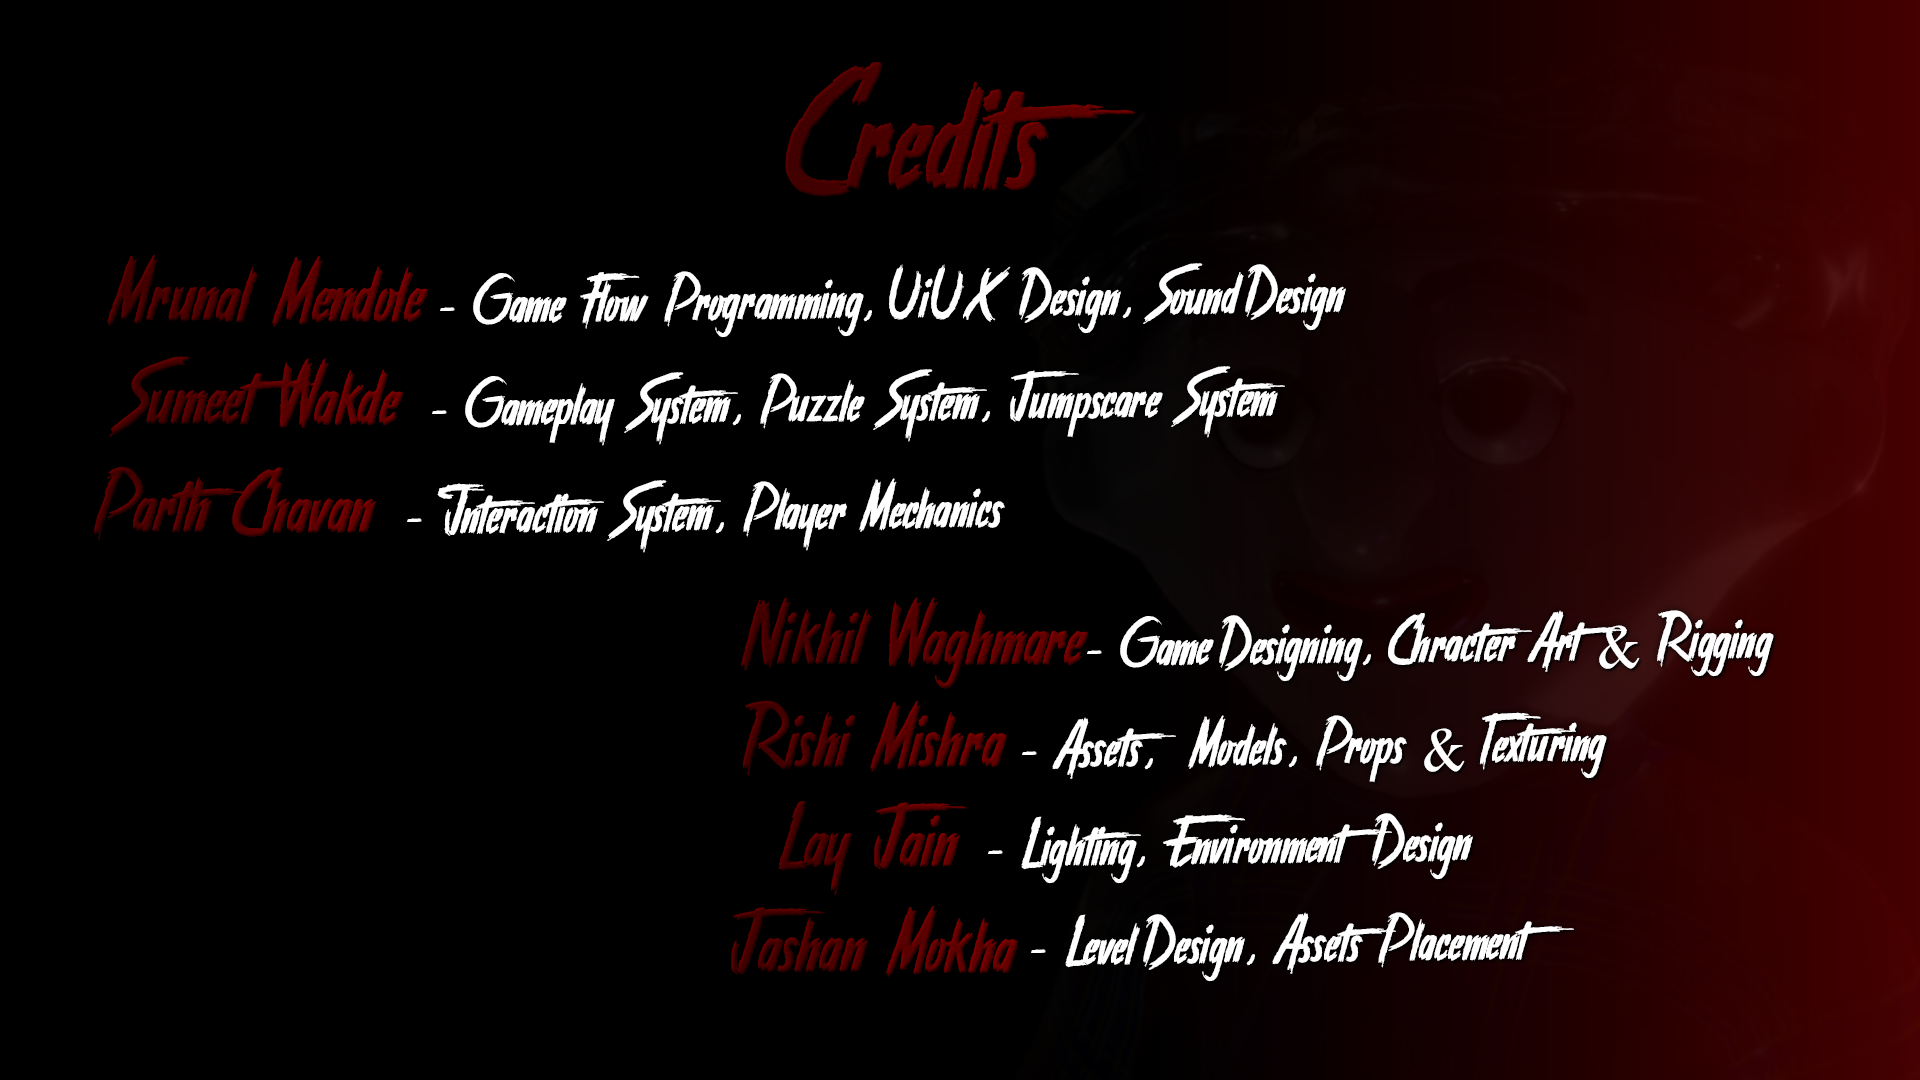 Credits
Mrunal Mendole - Game Flow Programming, UiUX Design, Sound Design
Sumeet Wakde - Gameplay System, Puzzle System, Jumpscare System
Parth Chavan - Interaction System, Player Mechanics
Nikhil Waghmare - Game Designing, Chracter Art & Rigging
Rishi Mishra - Assets, Models, Props & Texturing
Lay Jain - Lighting, Environment Design
Jashan Mokha - Level Design, Assets Placement